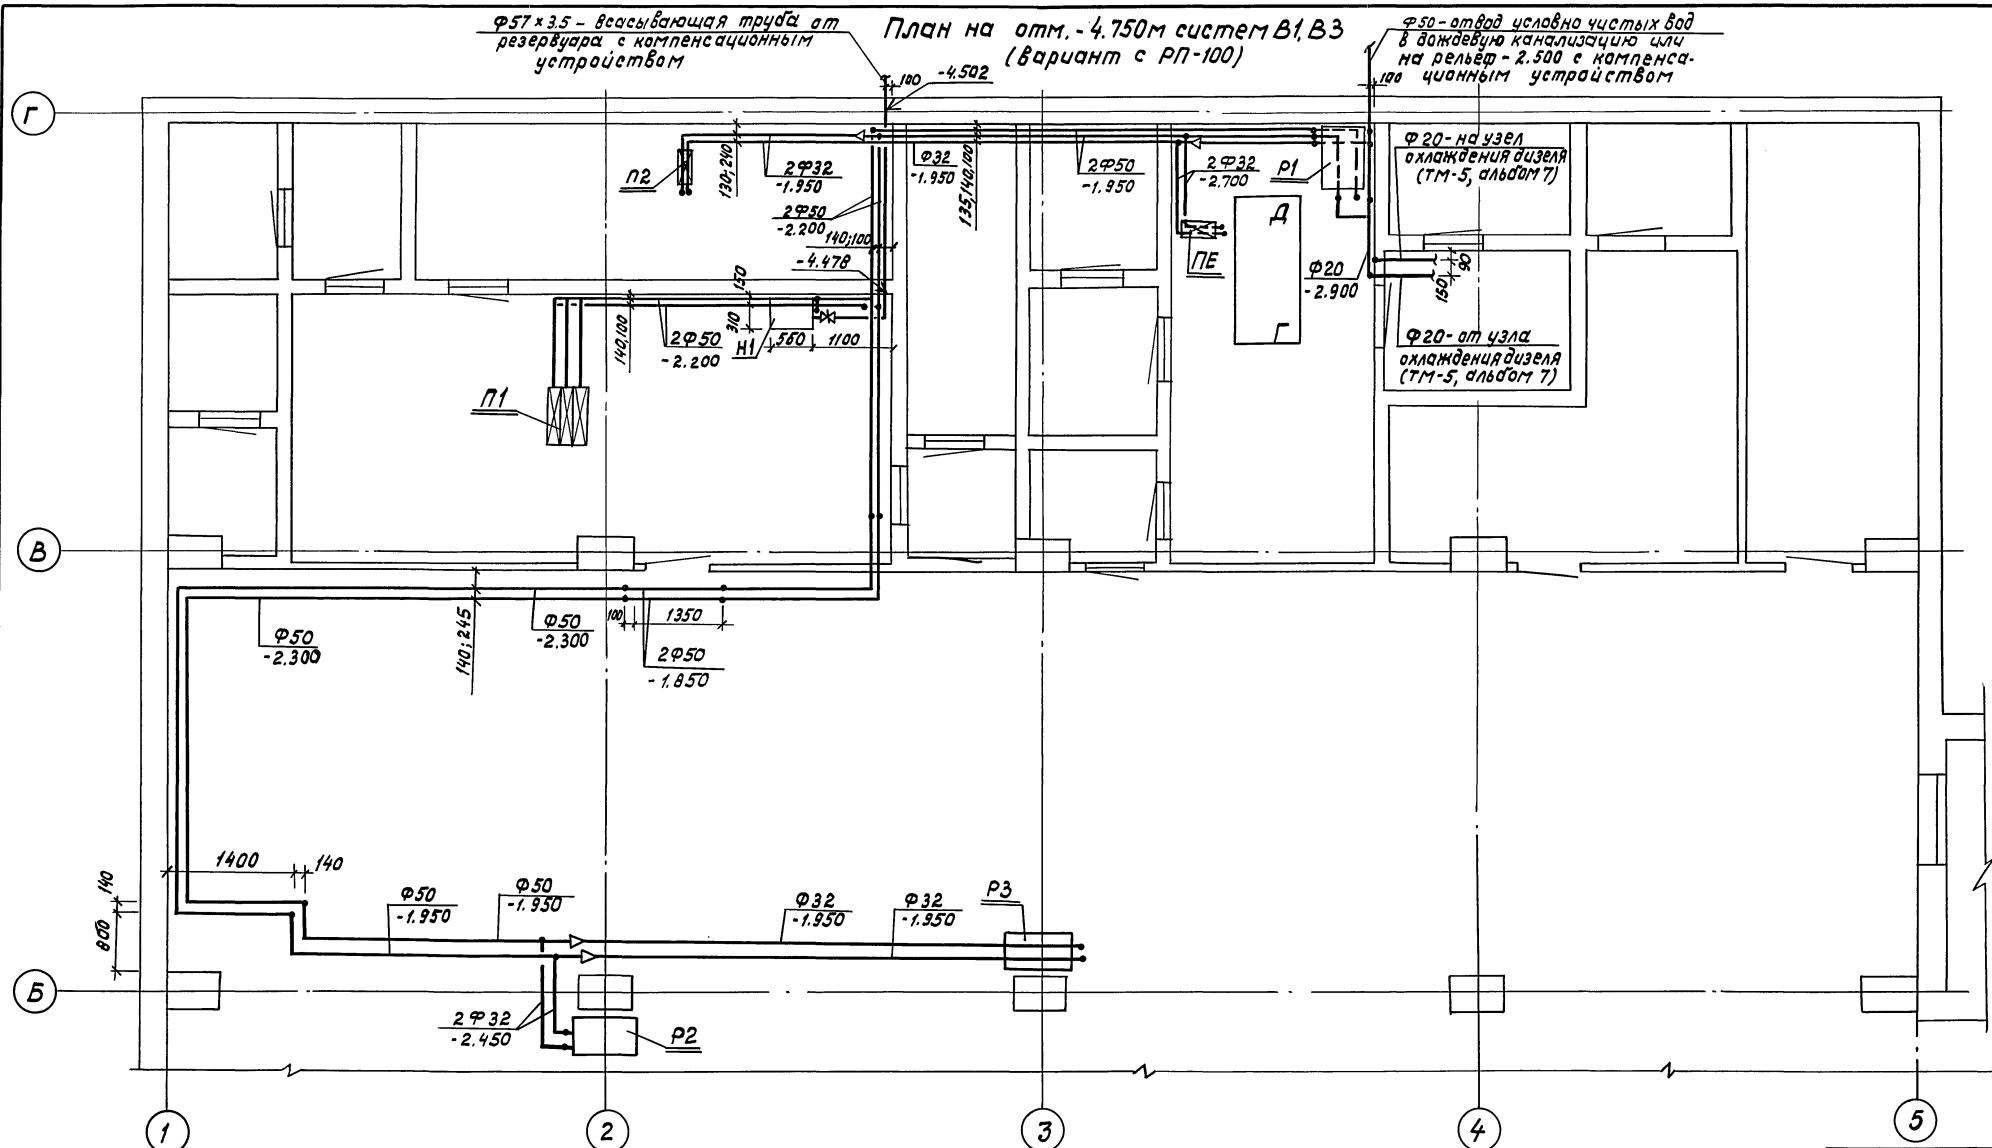 Ф57×3.5 - всасывающая труба от
резервуара с компенсационным
устройством
План на отм. -4.750м систем В1, В3
(вариант с РП-100)
Ф50 - отвод условно чистых вод
в дождевую канализацию или
на рельеф -2.500 с компенса-
ционным устройством
100
-4.502
100
Г
П2
130; 240
2Ф32
-1.950
Ф32
-1.950
135,140,100
2Ф50
-1.950
2Ф32
-2.700
Р1
Ф20 - на узел
охлаждения дизеля
(ТМ-5, альбом 7)
2Ф50
-2.200
140;100
-4.478
Д
ПЕ
Г
Ф20
-2.900
90
150
150
310
140,100
2Ф50
-2.200
Н1
560
1100
Ф20 - от узла
охлаждения дизеля
(ТМ-5, альбом 7)
П1
В
Ф50
-2.300
140; 245
Ф50
-2.300
100
1350
2Ф50
-1.850
1400
140
140
800
Ф50
-1.950
Ф50
-1.950
Ф32
-1.950
Ф32
-1.950
Р3
Б
2Ф32
-2.450
Р2
1
2
3
4
5